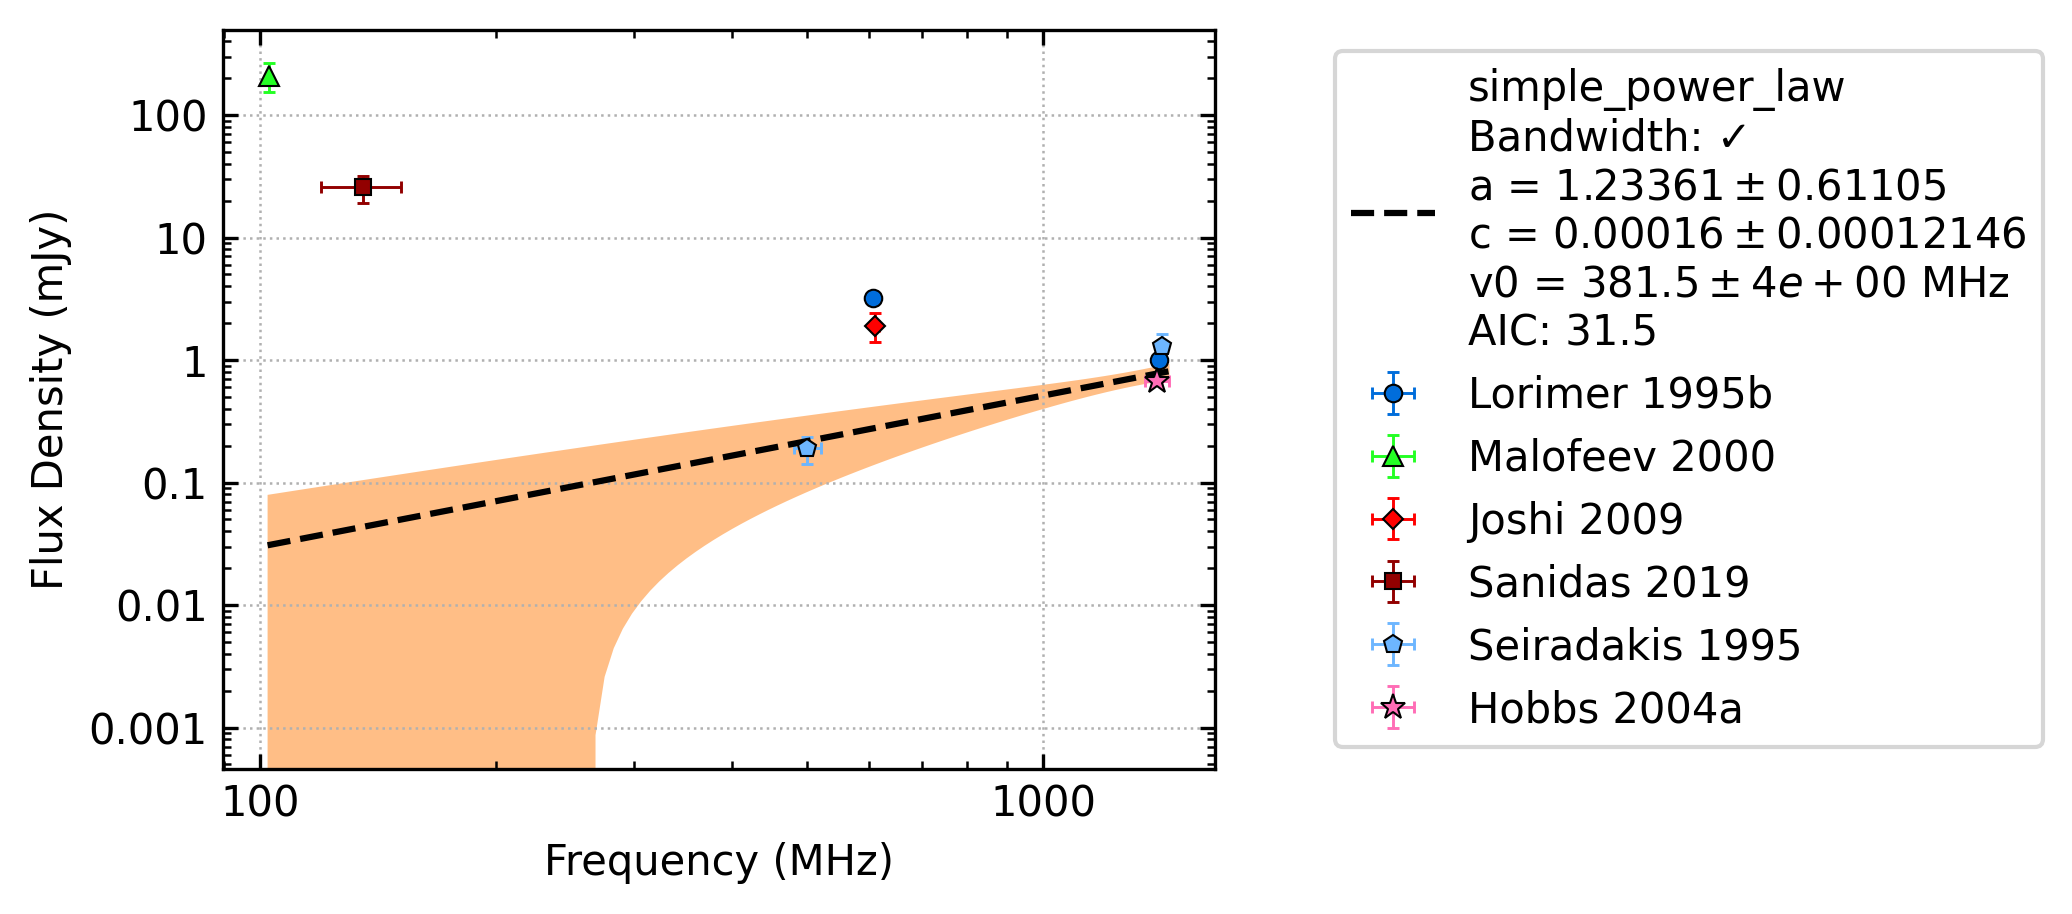 100
10
1
0.1
0.01
0.001
Flux Density (mJy)
100
1000
Frequency (MHz)
simple_power_law
Bandwidth: ✓
a = 1.23361 ± 0.61105
c = 0.00016 ± 0.00012146
v0 = 381.5 ± 4e + 00 MHz
AIC: 31.5
Lorimer 1995b
Malofeev 2000
Joshi 2009
Sanidas 2019
Seiradakis 1995
Hobbs 2004a